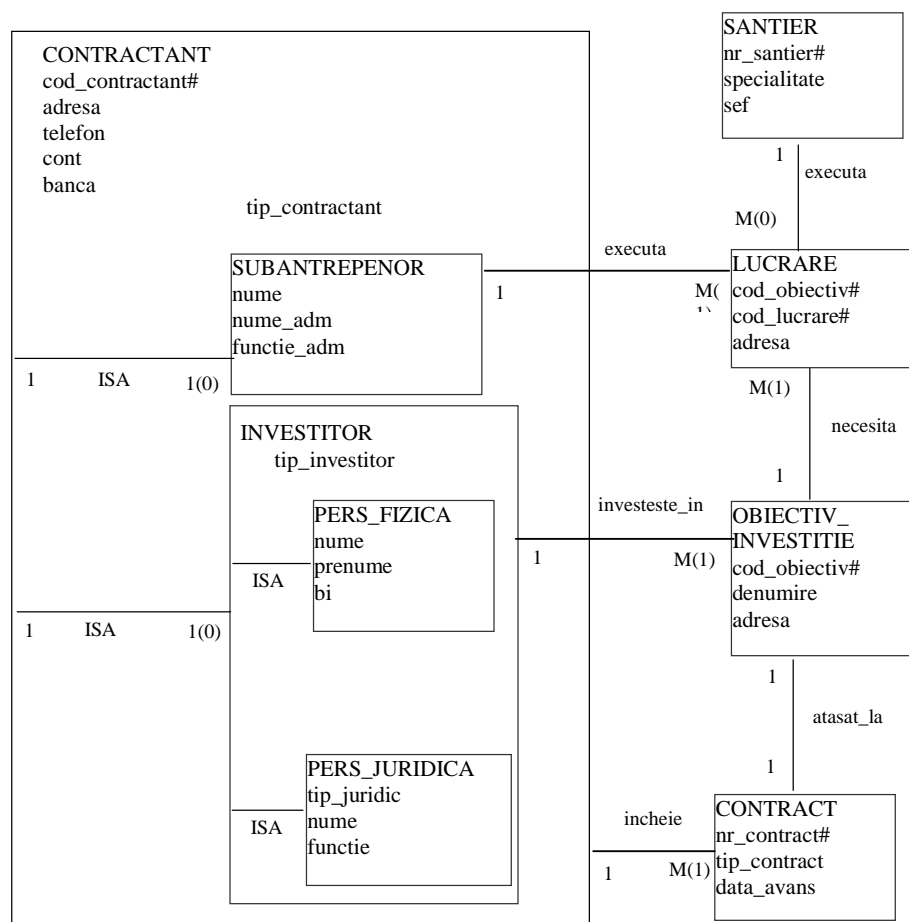 CONTRACTANT
cod_contractant#
adresa
telefon
cont
banca
tip_contractant
SANTIER
nr_santier#
specialitate
sef
1
executa
M(0)
executa
SUBANTREPENOR
nume
nume_adm
functie_adm
1
M(
LUCRARE
cod_obiectiv#
cod_lucrare#
adresa
1
ISA
1(0)
M(1)
necesita
1
INVESTITOR
tip_investitor
investeste_in
PERS_FIZICA
nume
prenume
bi
ISA
1
M(1)
OBIECTIV_
INVESTITIE
cod_obiectiv#
denumire
adresa
1
ISA
1(0)
1
atasat_la
1
PERS_JURIDICA
tip_juridic
nume
functie
ISA
incheie
1
M(1)
CONTRACT
nr_contract#
tip_contract
data_avans